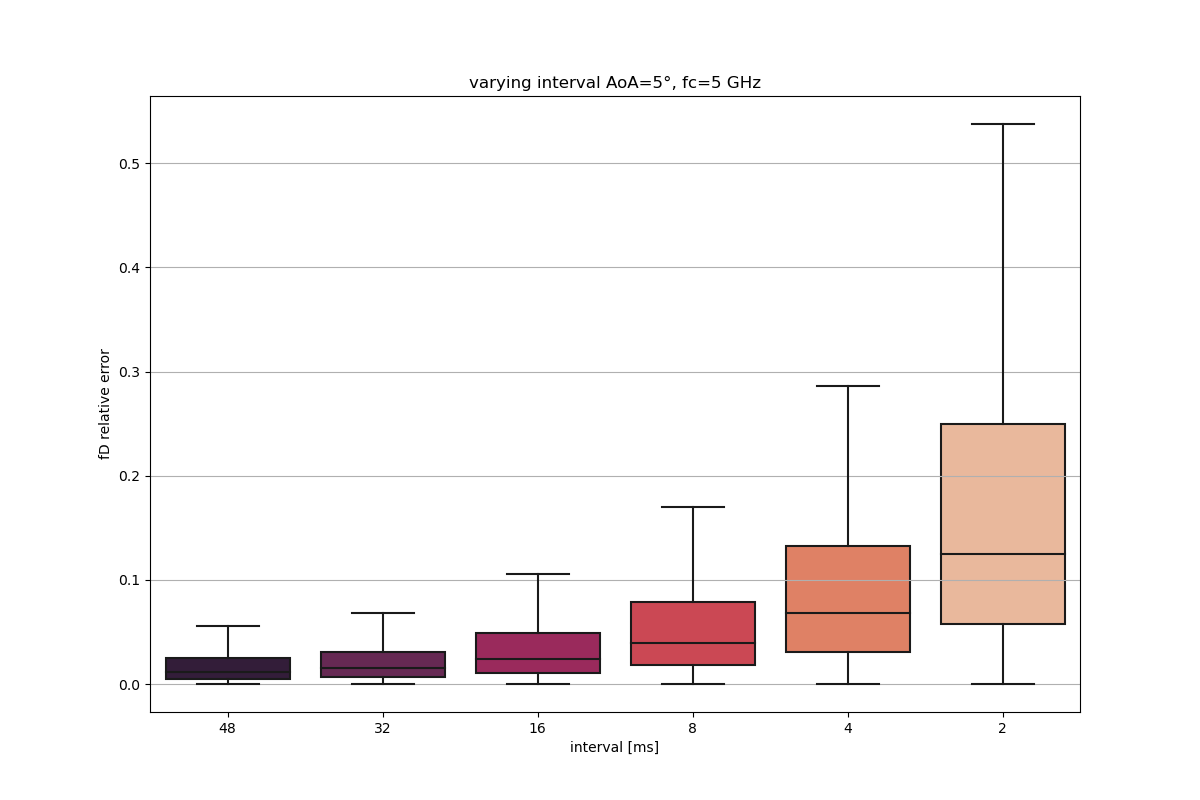 varying interval AoA=5°, fc=5 GHz
fD relative error
0.5
0.4
0.3
0.2
0.1
0.0
48 32 16 8 4 2
interval [ms]